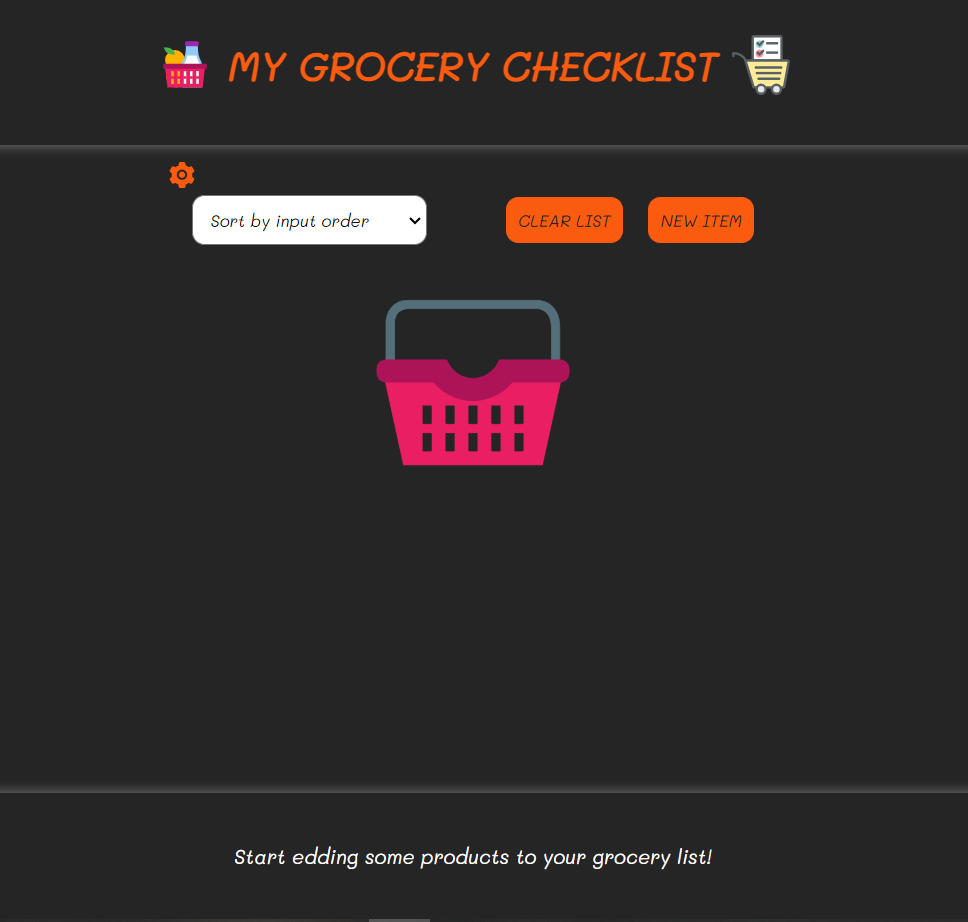 MY GROCERY CHECKLIST
Sort by input order
CLEAR LIST
NEW ITEM
Start edding some products to your grocery list!